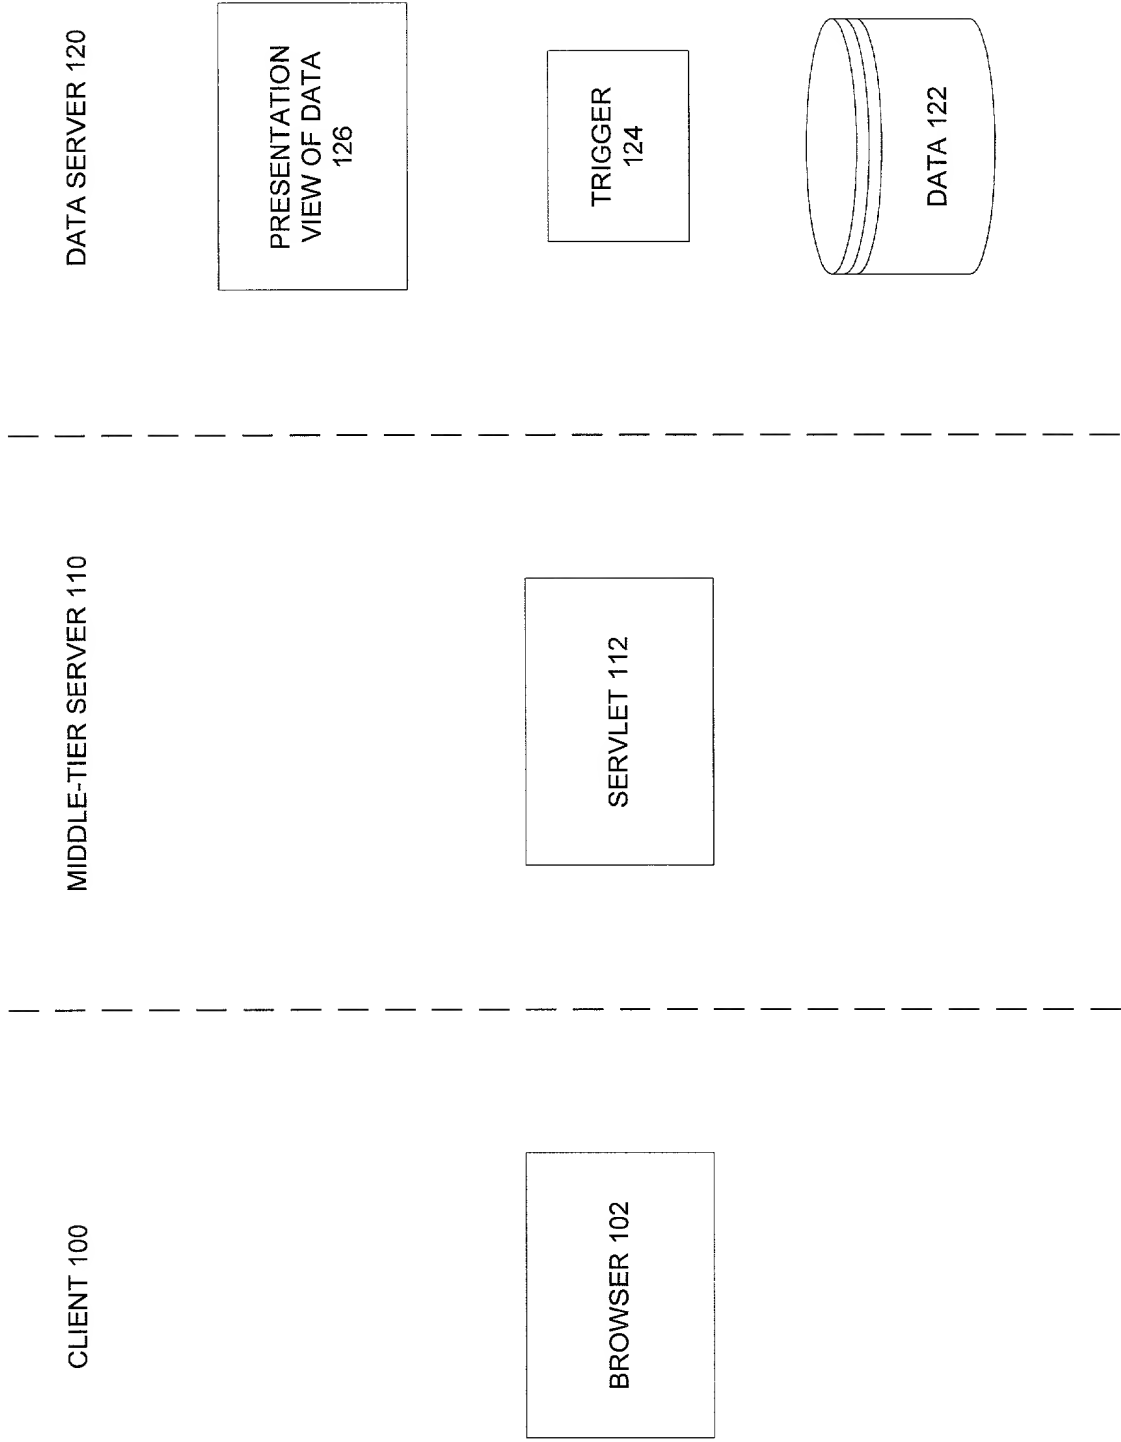 CLIENT 100
MIDDLE-TIER SERVER 110
DATA SERVER 120
BROWSER 102
SERVLET 112
PRESENTATION
VIEW OF DATA
126
TRIGGER
124
DATA 122